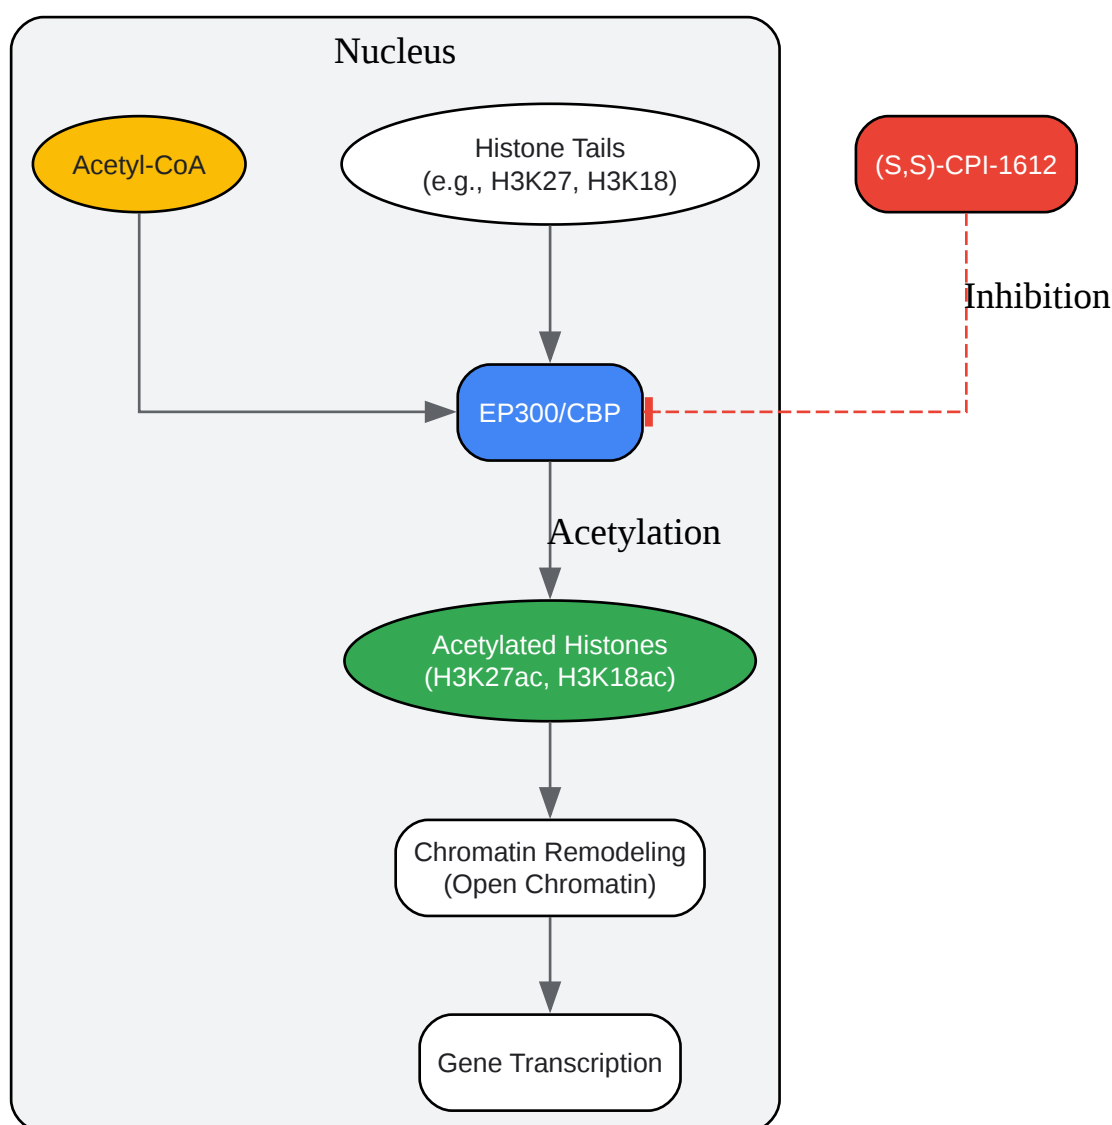 Nucleus
Acetyl-CoA
Histone Tails
(e.g., H3K27, H3K18)
(S,S)-CPI-1612
Inhibition
EP300/CBP
Acetylation
Acetylated Histones
(H3K27ac, H3K18ac)
Chromatin Remodeling
(Open Chromatin)
Gene Transcription